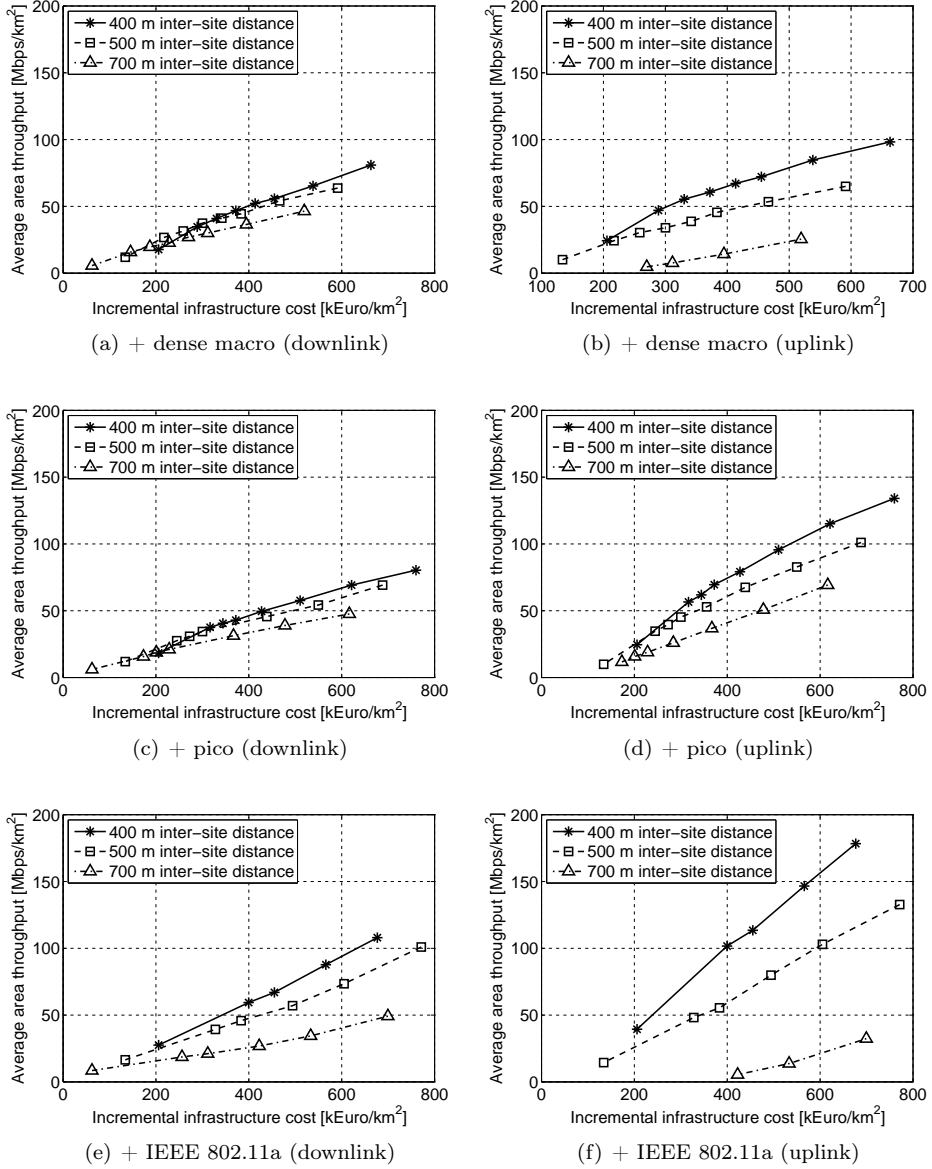 200
150
100
50
0
Average area throughput [Mbps/km²]
400 m inter−site distance
500 m inter−site distance
700 m inter−site distance
0 200 400 600 800
Incremental infrastructure cost [kEuro/km²]
(a) + dense macro (downlink)
200
150
100
50
0
Average area throughput [Mbps/km²]
400 m inter−site distance
500 m inter−site distance
700 m inter−site distance
100 200 300 400 500 600 700
Incremental infrastructure cost [kEuro/km²]
(b) + dense macro (uplink)
200
150
100
50
0
Average area throughput [Mbps/km²]
400 m inter−site distance
500 m inter−site distance
700 m inter−site distance
0 200 400 600 800
Incremental infrastructure cost [kEuro/km²]
(c) + pico (downlink)
200
150
100
50
0
Average area throughput [Mbps/km²]
400 m inter−site distance
500 m inter−site distance
700 m inter−site distance
0 200 400 600 800
Incremental infrastructure cost [kEuro/km²]
(d) + pico (uplink)
200
150
100
50
0
Average area throughput [Mbps/km²]
400 m inter−site distance
500 m inter−site distance
700 m inter−site distance
0 200 400 600 800
Incremental infrastructure cost [kEuro/km²]
(e) + IEEE 802.11a (downlink)
200
150
100
50
0
Average area throughput [Mbps/km²]
400 m inter−site distance
500 m inter−site distance
700 m inter−site distance
0 200 400 600 800
Incremental infrastructure cost [kEuro/km²]
(f) + IEEE 802.11a (uplink)